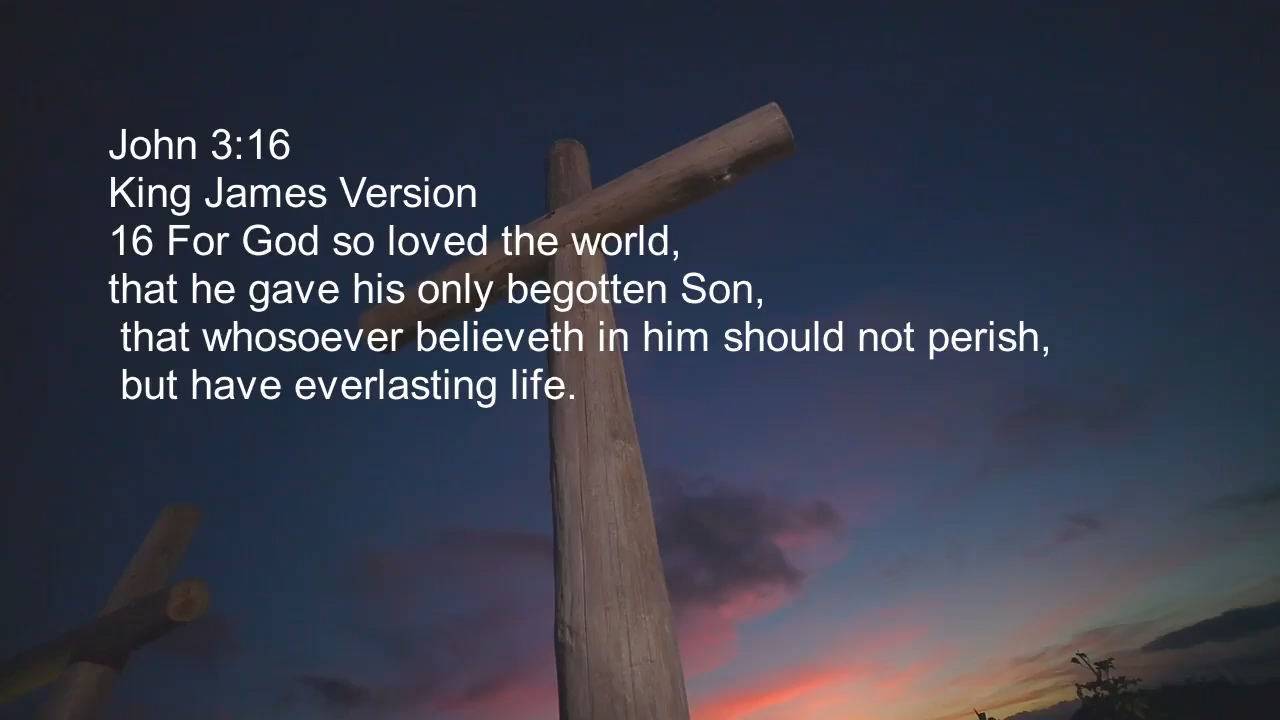 John 3:16
King James Version
16 For God so loved the world,
that he gave his only begotten Son,
that whosoever believeth in him should not perish,
but have everlasting life.